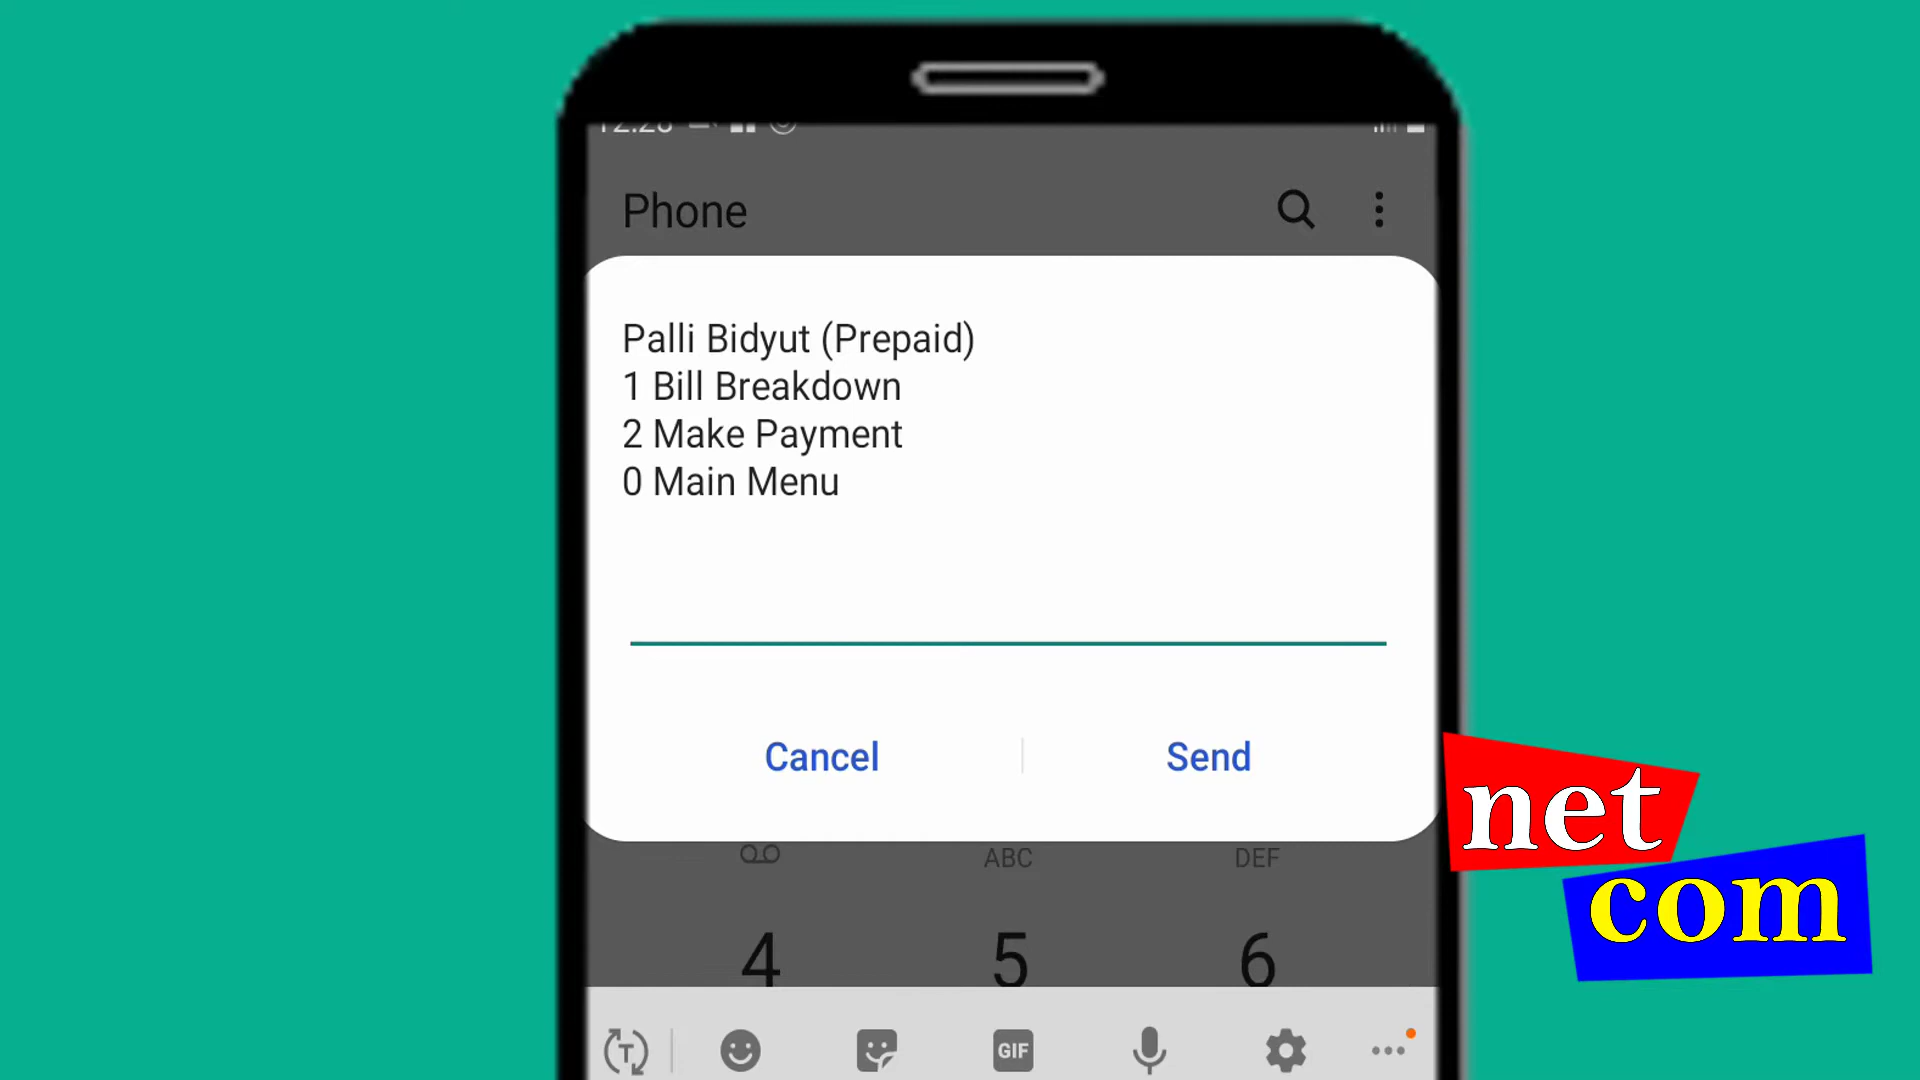 Phone
Palli Bidyut (Prepaid)
1 Bill Breakdown
2 Make Payment
0 Main Menu
Cancel
Send
ABC
DEF
4
5
6
T
GIF
net
com